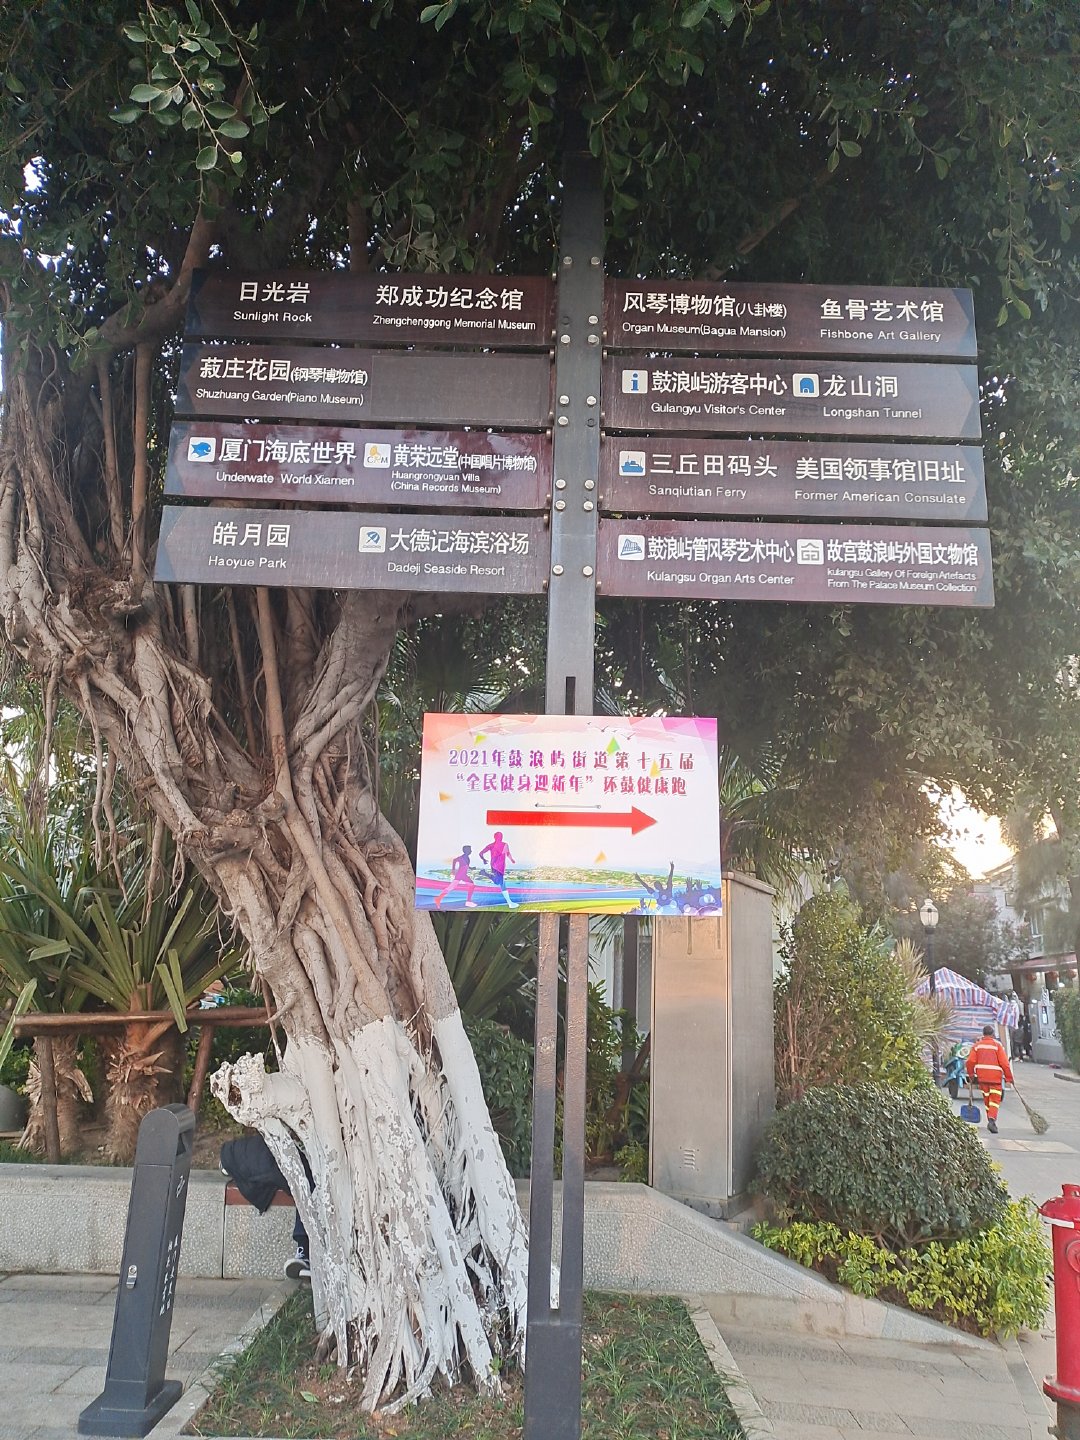 日光岩 郑成功纪念馆
Sunlight Rock Zhengchenggong Memorial Museum
菽庄花园(钢琴博物馆)
Shuzhuang Garden(Piano Museum)
厦门海底世界 黄荣远堂(中国唱片博物馆)
Underwate World Xiamen Huangrongyuan Villa
(China Records Museum)
皓月园 大德记海滨浴场
Haoyue Park Dadeji Seaside Resort
风琴博物馆(八卦楼) 鱼骨艺术馆
Organ Museum(Bagua Mansion) Fishbone Art Gallery
鼓浪屿游客中心 龙山洞
Gulangyu Visitor's Center Longshan Tunnel
三丘田码头 美国领事馆旧址
Sanqiutian Ferry Former American Consulate
鼓浪屿管风琴艺术中心 故宫鼓浪屿外国文物馆
Kulangsu Organ Arts Center kulangsu Gallery Of Foreign Artefacts
From The Palace Museum Collection
2021年鼓浪屿街道第十五届
“全民健身迎新年”环鼓健康跑